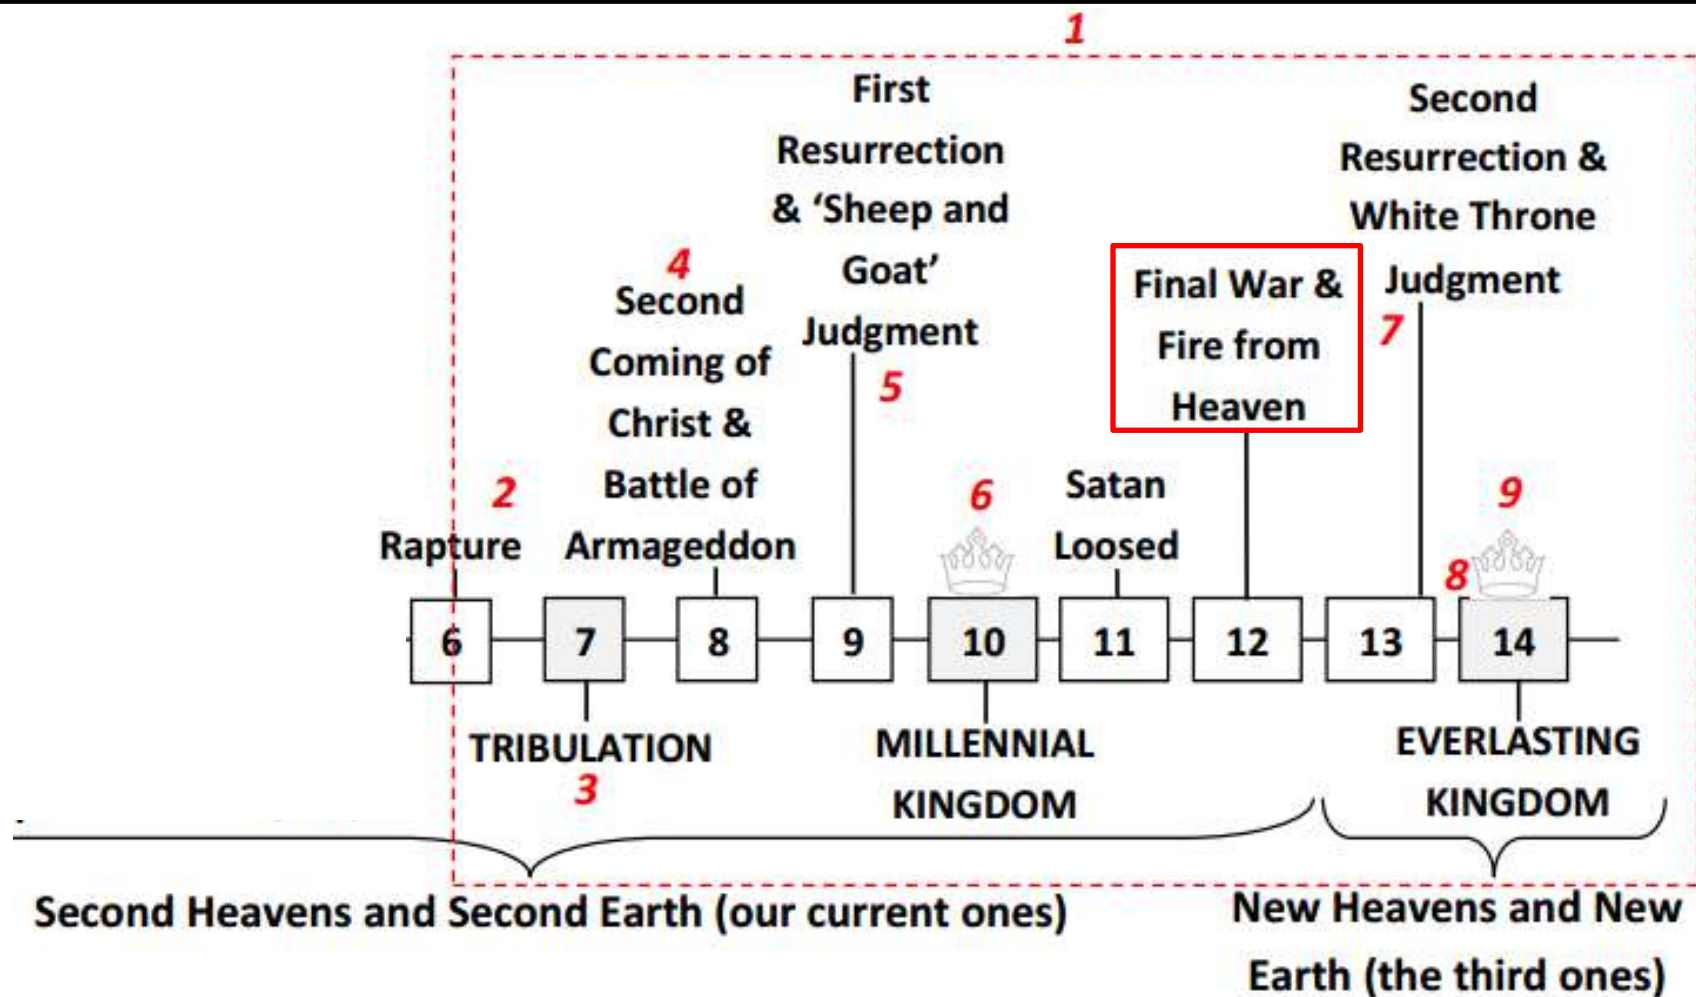 1
First
Resurrection
& ‘Sheep and
Goat’
Judgment
5
Second
Resurrection &
White Throne
Judgment
7
4
Second
Coming of
Christ &
Battle of
Armageddon
Final War &
Fire from
Heaven
2
Rapture
6
Satan
Loosed
9
8
6
7
8
9
10
11
12
13
14
TRIBULATION
3
MILLENNIAL
KINGDOM
EVERLASTING
KINGDOM
Second Heavens and Second Earth (our current ones)
New Heavens and New
Earth (the third ones)